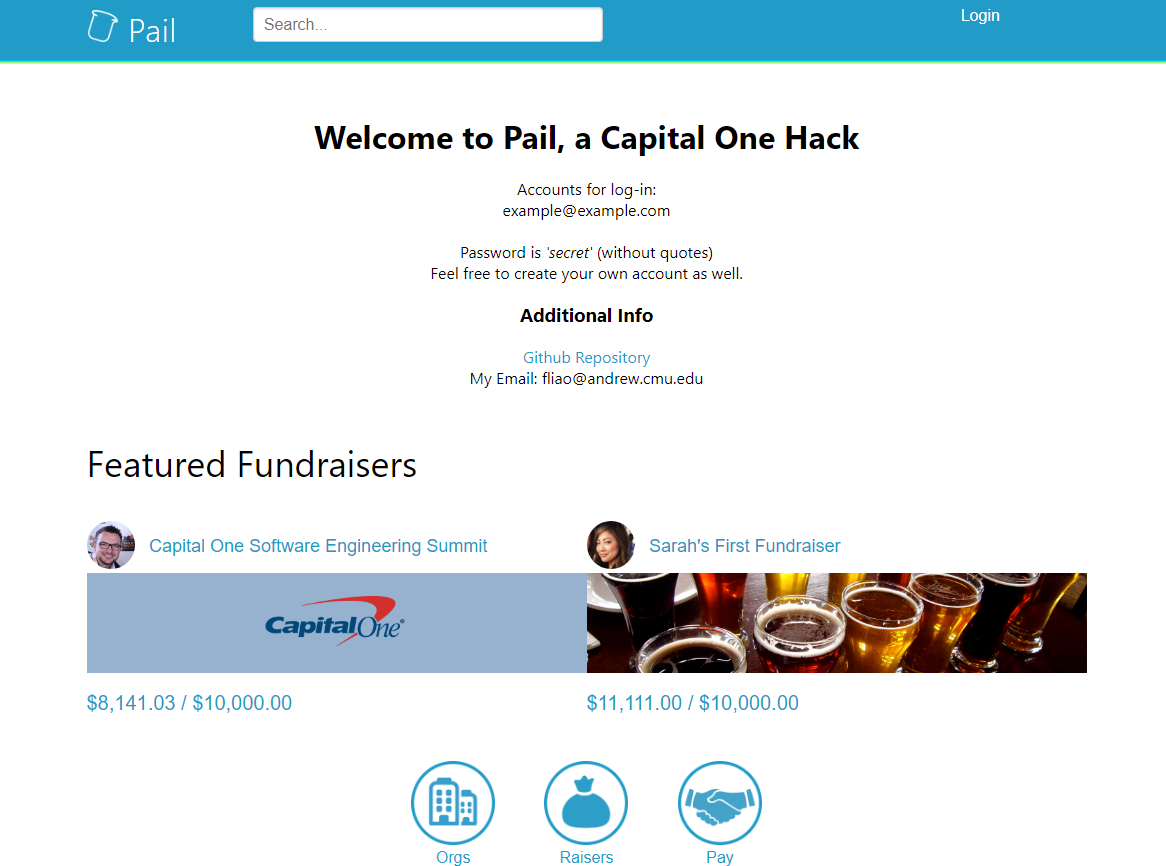 Pail
Search...
Login
Welcome to Pail, a Capital One Hack
Accounts for log-in:
example@example.com
Password is 'secret' (without quotes)
Feel free to create your own account as well.
Additional Info
Github Repository
My Email: fliao@andrew.cmu.edu
Featured Fundraisers
Capital One Software Engineering Summit
Sarah's First Fundraiser
CapitalOne®
$8,141.03 / $10,000.00
$11,111.00 / $10,000.00
Orgs
Raisers
Pay